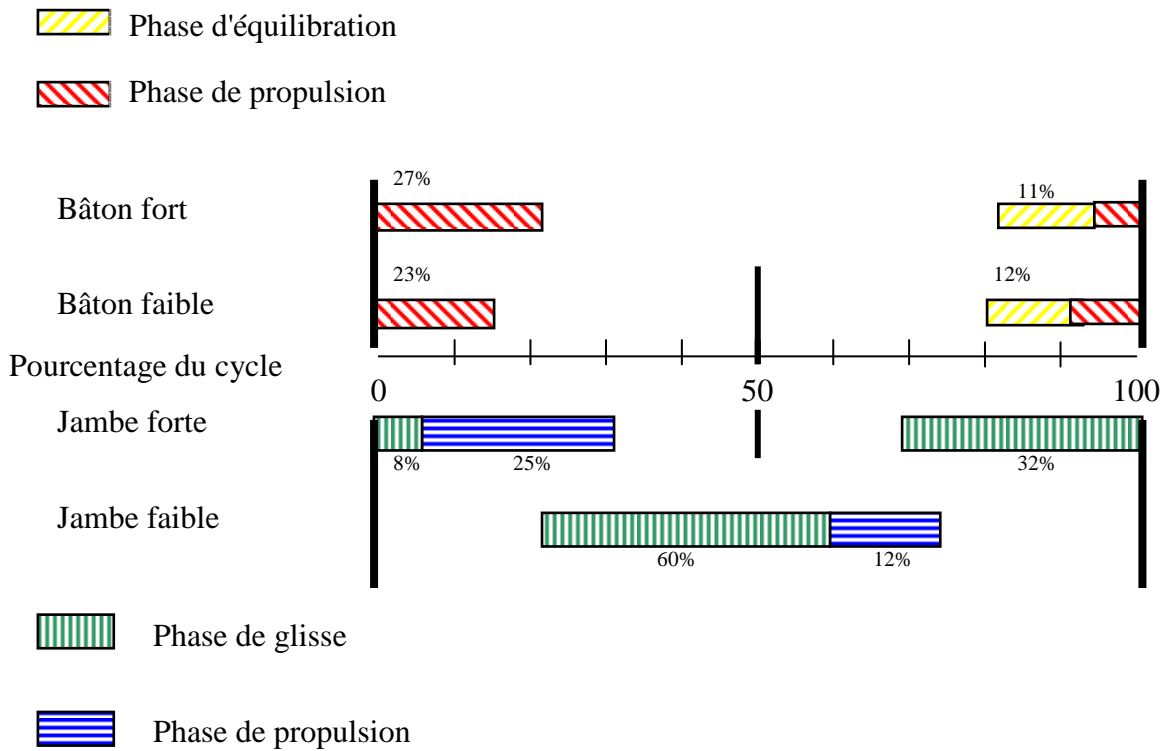 Phase d'équilibration
Phase de propulsion
27%
11%
Bâton fort
23%
12%
Bâton faible
Pourcentage du cycle
0 50 100
Jambe forte
8% 25% 32%
Jambe faible
60% 12%
Phase de glisse
Phase de propulsion